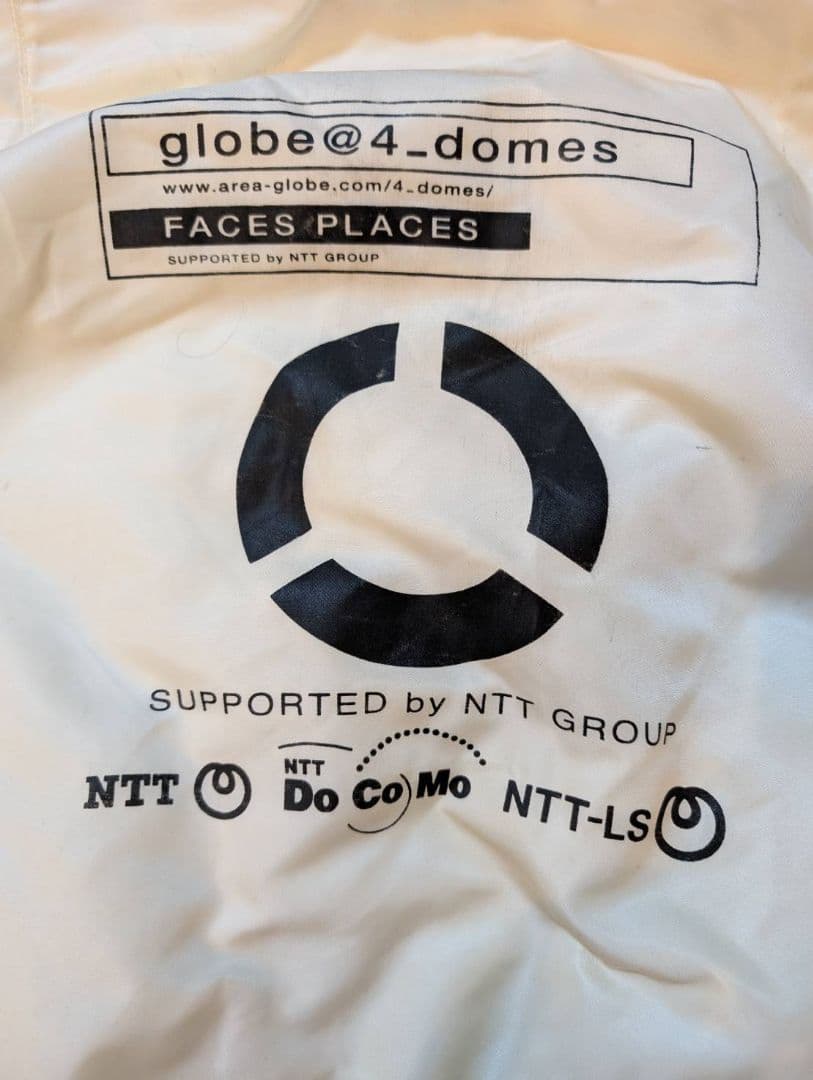 globe@4_domes
www.area-globe.com/4_domes/
FACES PLACES
SUPPORTED by NTT GROUP
SUPPORTED by NTT GROUP
NTT NTT DoCoMo NTT-LS